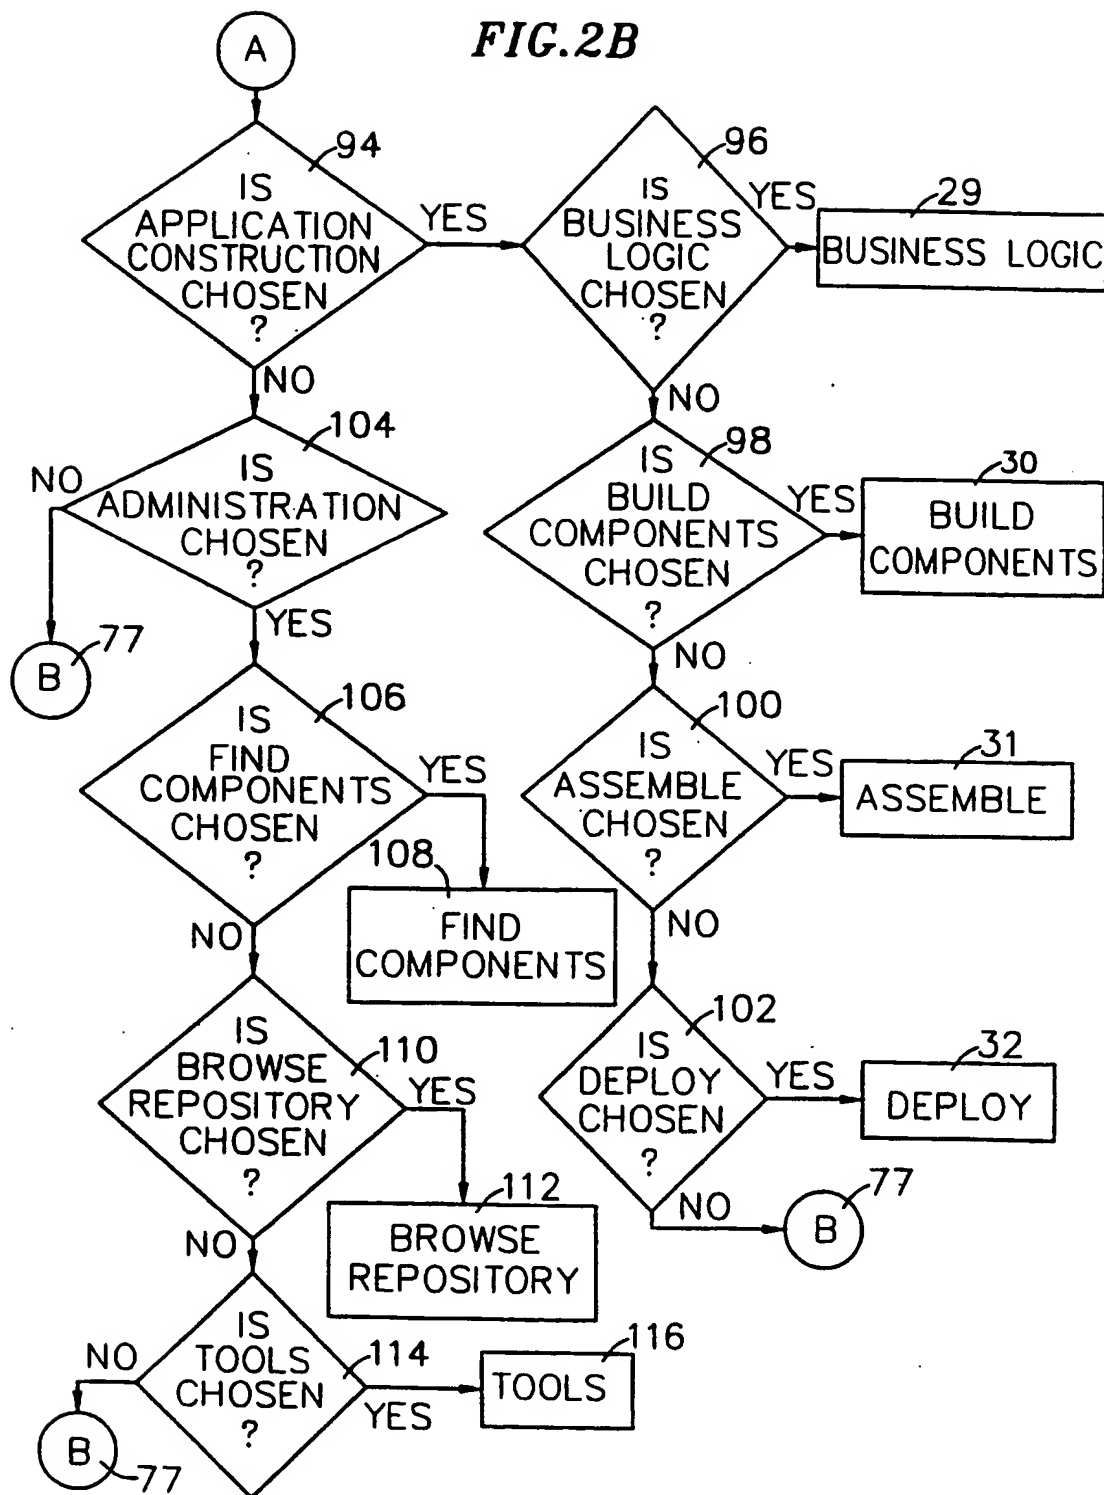 FIG.2B
A
94
IS
APPLICATION
CONSTRUCTION
CHOSEN
?
YES
NO
96
IS
BUSINESS
LOGIC
CHOSEN
?
YES
29
BUSINESS LOGIC
NO
104
IS
ADMINISTRATION
CHOSEN
?
NO
77
B
YES
98
IS
BUILD
COMPONENTS
CHOSEN
?
YES
30
BUILD
COMPONENTS
NO
106
IS
FIND
COMPONENTS
CHOSEN
?
YES
108
FIND
COMPONENTS
NO
100
IS
ASSEMBLE
CHOSEN
?
YES
31
ASSEMBLE
NO
110
IS
BROWSE
REPOSITORY
CHOSEN
?
YES
112
BROWSE
REPOSITORY
NO
102
IS
DEPLOY
CHOSEN
?
YES
32
DEPLOY
NO
77
B
114
IS
TOOLS
CHOSEN
?
NO
B
77
YES
116
TOOLS